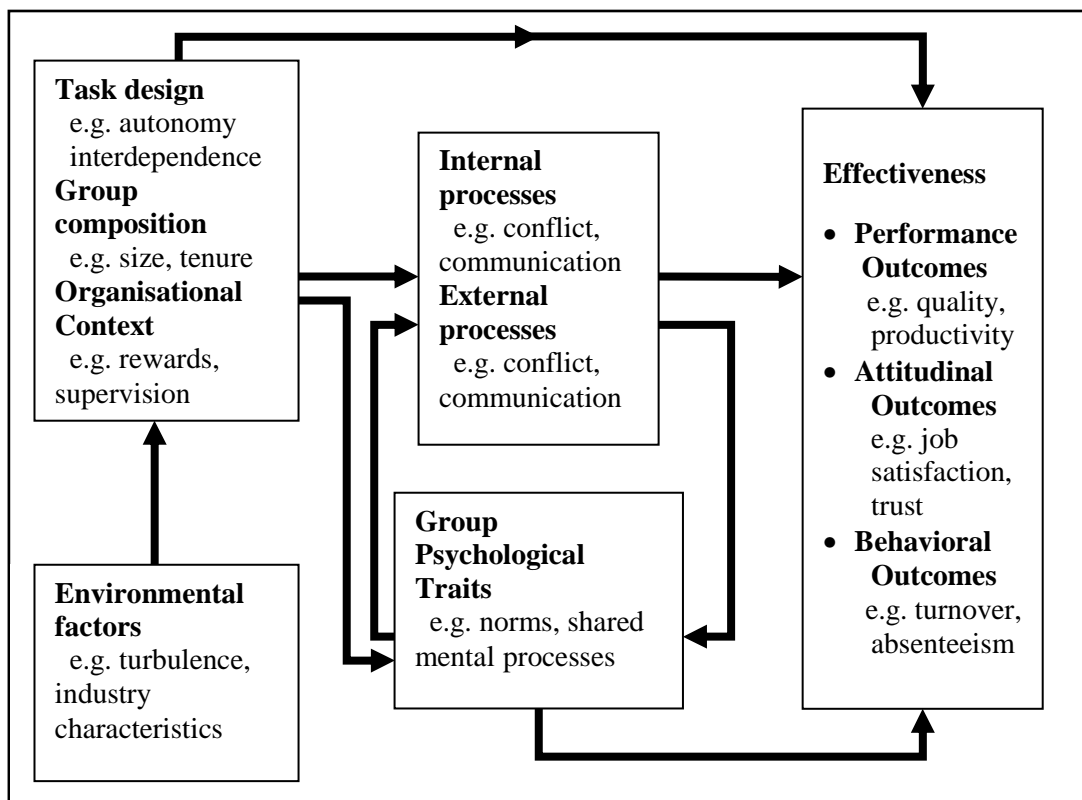 Task design
e.g. autonomy
interdependence
Group
composition
e.g. size, tenure
Organisational
Context
e.g. rewards,
supervision
Environmental
factors
e.g. turbulence,
industry
characteristics
Internal
processes
e.g. conflict,
communication
External
processes
e.g. conflict,
communication
Group
Psychological
Traits
e.g. norms, shared
mental processes
Effectiveness
• Performance
Outcomes
e.g. quality,
productivity
• Attitudinal
Outcomes
e.g. job
satisfaction,
trust
• Behavioral
Outcomes
e.g. turnover,
absenteeism